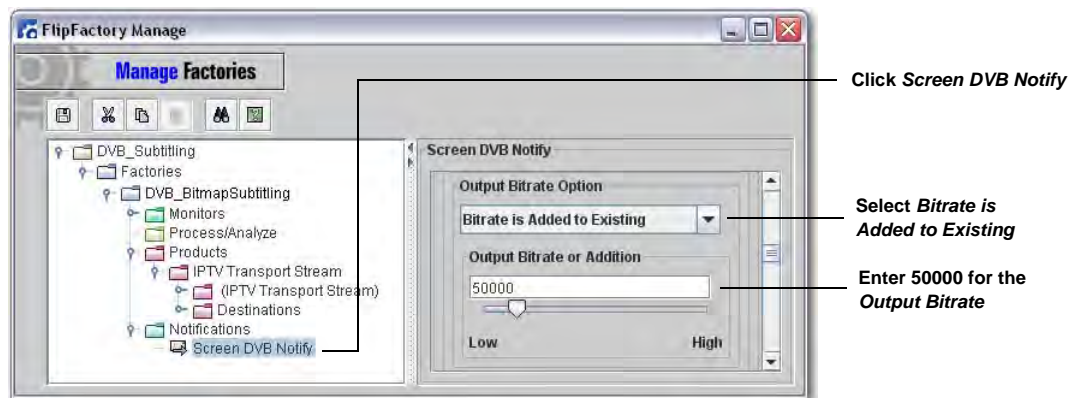 FlipFactory Manage
Manage Factories
DVB_Subtitling
Factories
DVB_BitmapSubtitling
Monitors
Process/Analyze
Products
IPTV Transport Stream
(IPTV Transport Stream)
Destinations
Notifications
Screen DVB Notify
Screen DVB Notify
Output Bitrate Option
Bitrate is Added to Existing
Output Bitrate or Addition
50000
Low High
Click Screen DVB Notify
Select Bitrate is
Added to Existing
Enter 50000 for the
Output Bitrate